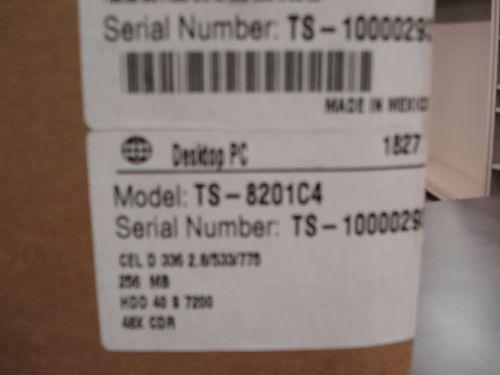 Serial Number: TS-1000029
MADE IN MEXICO
Desktop PC 1827
Model: TS-8201C4
Serial Number: TS-1000029
CEL D 336 2.8/533/775
256 MB
HDD 40 S 7200
48X CDR